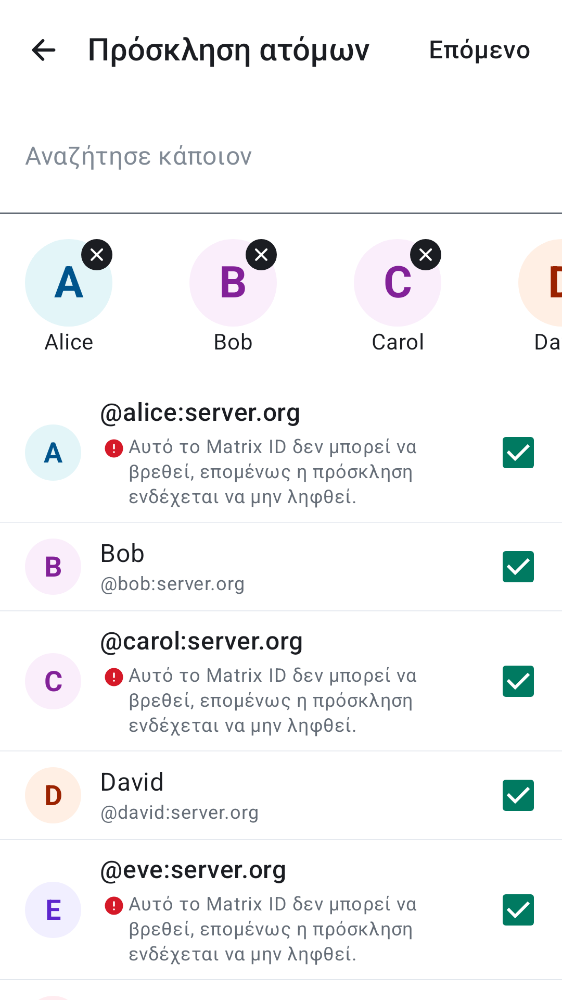 Πρόσκληση ατόμων
Επόμενο
Αναζήτησε κάποιον
A
B
C
D
Alice
Bob
Carol
Da
@alice:server.org
A
Αυτό το Matrix ID δεν μπορεί να
βρεθεί, επομένως η πρόσκληση
ενδέχεται να μην ληφθεί.
B
Bob
@bob:server.org
@carol:server.org
C
Αυτό το Matrix ID δεν μπορεί να
βρεθεί, επομένως η πρόσκληση
ενδέχεται να μην ληφθεί.
D
David
@david:server.org
@eve:server.org
E
Αυτό το Matrix ID δεν μπορεί να
βρεθεί, επομένως η πρόσκληση
ενδέχεται να μην ληφθεί.